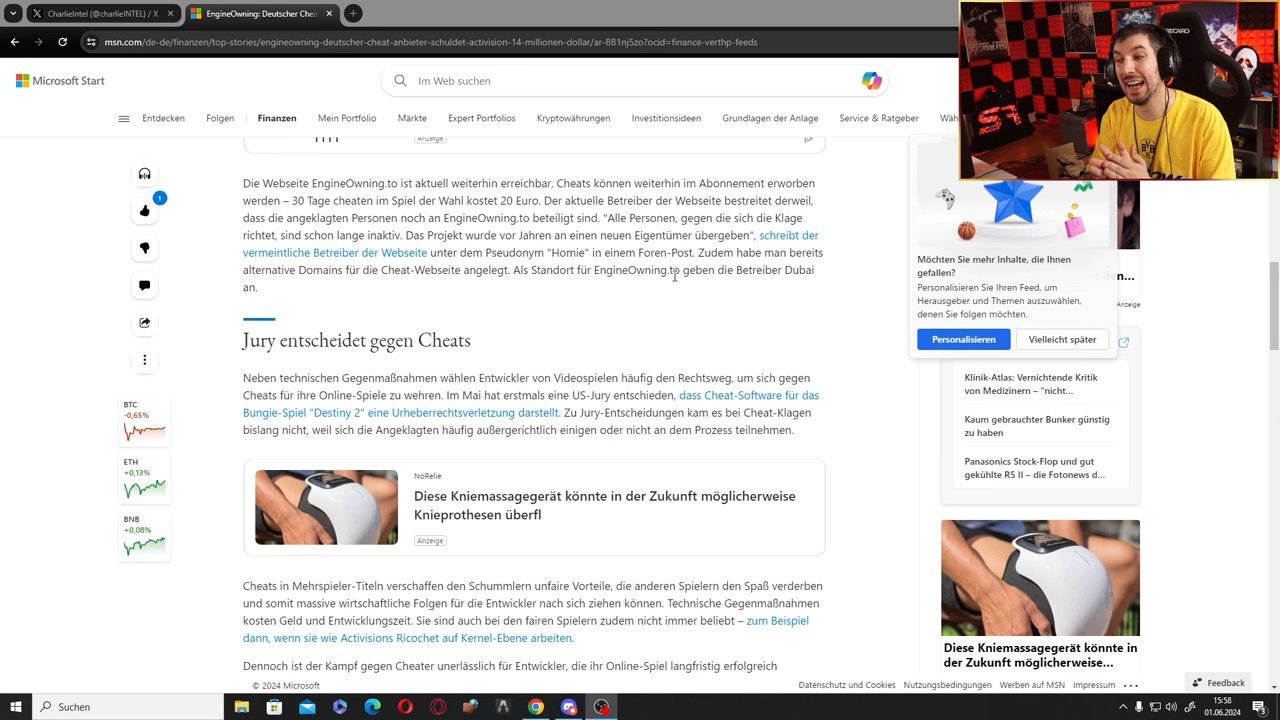 CharlieIntel (@charlieINTEL) / X
EngineOwning: Deutscher Cheat
msn.com/de-de/finanzen/top-stories/engineowning-deutscher-cheat-anbieter-schuldet-activision-14-millionen-dollar/ar-BB1nj5zo?ocid=finance-verthp-feeds
Microsoft Start
Im Web suchen
Entdecken
Folgen
Finanzen
Mein Portfolio
Märkte
Expert Portfolios
Kryptowährungen
Investitionsideen
Grundlagen der Anlage
Service & Ratgeber
Anzeige
Die Webseite EngineOwning.to ist aktuell weiterhin erreichbar, Cheats können weiterhin im Abonnement erworben
werden – 30 Tage cheaten im Spiel der Wahl kostet 20 Euro. Der aktuelle Betreiber der Webseite bestreitet derweil,
dass die angeklagten Personen noch an EngineOwning.to beteiligt sind. "Alle Personen, gegen die sich die Klage
richtet, sind schon lange inaktiv. Das Projekt wurde vor Jahren an einen neuen Eigentümer übergeben", schreibt der
vermeintliche Betreiber der Webseite unter dem Pseudonym "Homie" in einem Foren-Post. Zudem habe man bereits
alternative Domains für die Cheat-Webseite angelegt. Als Standort für EngineOwning.to geben die Betreiber Dubai
an.
Jury entscheidet gegen Cheats
Neben technischen Gegenmaßnahmen wählen Entwickler von Videospielen häufig den Rechtsweg, um sich gegen
Cheats für ihre Online-Spiele zu wehren. Im Mai hat erstmals eine US-Jury entschieden, dass Cheat-Software für das
Bungie-Spiel "Destiny 2" eine Urheberrechtsverletzung darstellt. Zu Jury-Entscheidungen kam es bei Cheat-Klagen
bislang nicht, weil sich die Angeklagten häufig außergerichtlich einigen oder nicht an dem Prozess teilnehmen.
NoRelie
Diese Kniemassagegerät könnte in der Zukunft möglicherweise
Knieprothesen überfl
Anzeige
Cheats in Mehrspieler-Titeln verschaffen den Schummlern unfaire Vorteile, die anderen Spielern den Spaß verderben
und somit massive wirtschaftliche Folgen für die Entwickler nach sich ziehen können. Technische Gegenmaßnahmen
kosten Geld und Entwicklungszeit. Sie sind auch bei den fairen Spielern zudem nicht immer beliebt – zum Beispiel
dann, wenn sie wie Activisions Ricochet auf Kernel-Ebene arbeiten.
Dennoch ist der Kampf gegen Cheater unerlässlich für Entwickler, die ihr Online-Spiel langfristig erfolgreich
1
BTC
-0,65%
ETH
+0,13%
BNB
+0,08%
Möchten Sie mehr Inhalte, die Ihnen
gefallen?
Personalisieren Sie Ihren Feed, um
Herausgeber und Themen auszuwählen,
denen Sie folgen möchten.
Personalisieren
Vielleicht später
Anzeige
Klinik-Atlas: Vernichtende Kritik
von Medizinern – "nicht...
Kaum gebrauchter Bunker günstig
zu haben
Panasonics Stock-Flop und gut
gekühlte R5 II – die Fotonews d...
Diese Kniemassagegerät könnte in
der Zukunft möglicherweise...
© 2024 Microsoft
Datenschutz und Cookies
Nutzungsbedingungen
Werben auf MSN
Impressum
Feedback
Suchen
15:58
01.06.2024
3